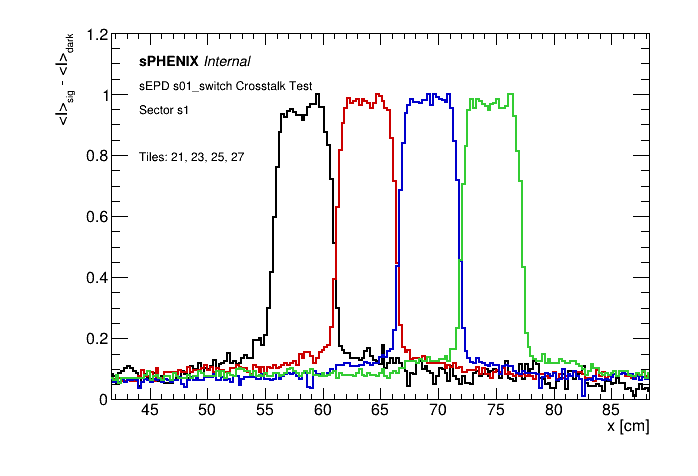 1.2
1
0.8
0.6
0.4
0.2
0
<I>sig - <I>dark
sPHENIX Internal
sEPD s01_switch Crosstalk Test
Sector s1
Tiles: 21, 23, 25, 27
45 50 55 60 65 70 75 80 85
x [cm]